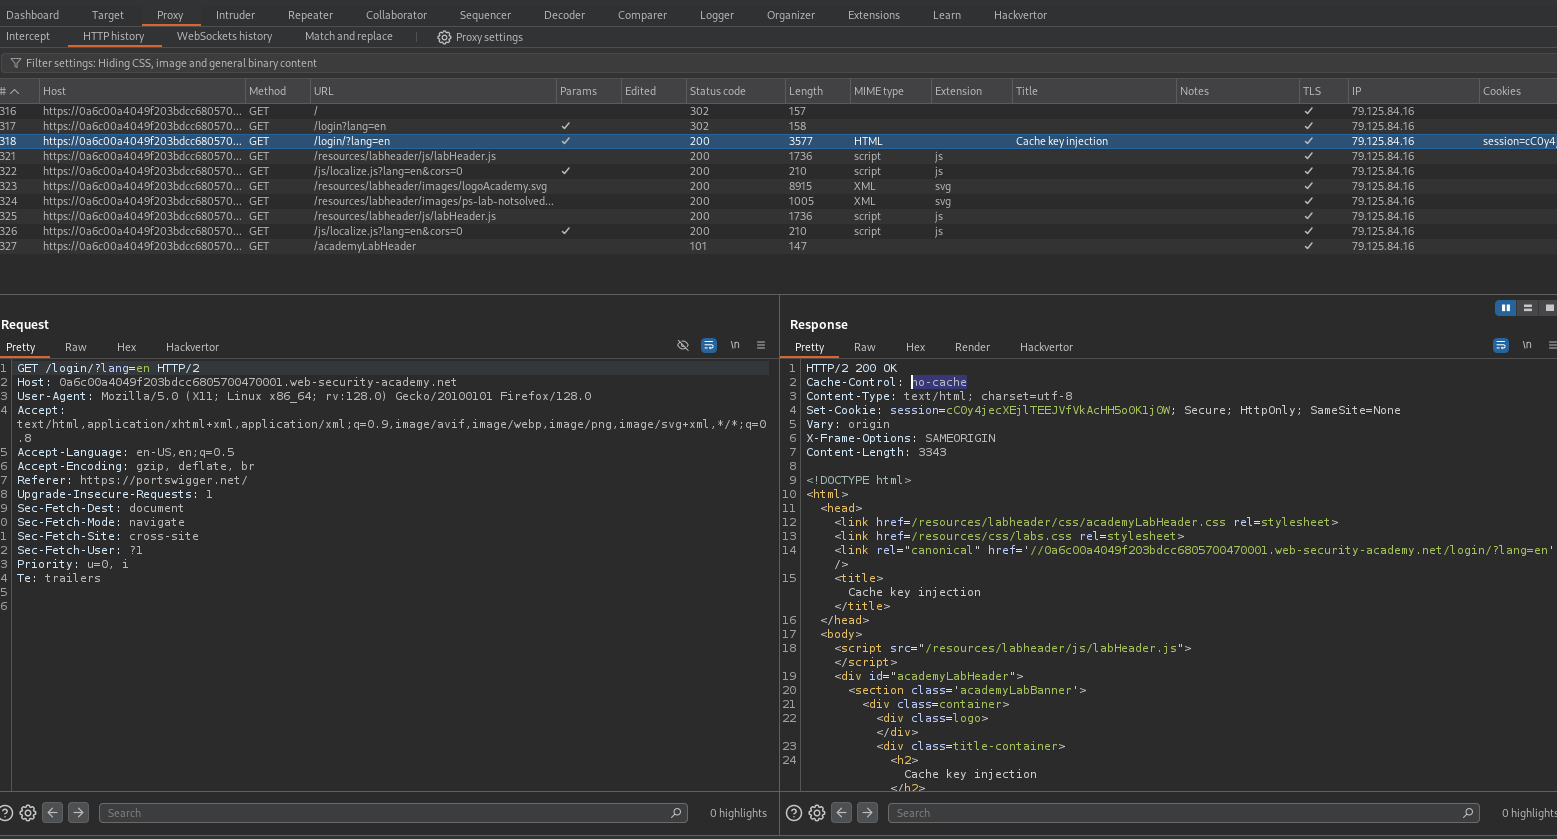 Dashboard Target Proxy Intruder Repeater Collaborator Sequencer Decoder Comparer Logger Organizer Extensions Learn Hackvertor
Intercept HTTP history WebSockets history Match and replace Proxy settings
Filter settings: Hiding CSS, image and general binary content
# Host Method URL Params Edited Status code Length MIME type Extension Title Notes TLS IP Cookies
316 https://0a6c00a4049f203bdcc680570... GET / 302 157 ✓ 79.125.84.16
317 https://0a6c00a4049f203bdcc680570... GET /login?lang=en ✓ 302 158 ✓ 79.125.84.16
318 https://0a6c00a4049f203bdcc680570... GET /login/?lang=en ✓ 200 3577 HTML Cache key injection ✓ 79.125.84.16 session=cC0y4j
321 https://0a6c00a4049f203bdcc680570... GET /resources/labheader/js/labHeader.js 200 1736 script js ✓ 79.125.84.16
322 https://0a6c00a4049f203bdcc680570... GET /js/localize.js?lang=en&cors=0 ✓ 200 210 script js ✓ 79.125.84.16
323 https://0a6c00a4049f203bdcc680570... GET /resources/labheader/images/logoAcademy.svg 200 8915 XML svg ✓ 79.125.84.16
324 https://0a6c00a4049f203bdcc680570... GET /resources/labheader/images/ps-lab-notsolved... 200 1005 XML svg ✓ 79.125.84.16
325 https://0a6c00a4049f203bdcc680570... GET /resources/labheader/js/labHeader.js 200 1736 script js ✓ 79.125.84.16
326 https://0a6c00a4049f203bdcc680570... GET /js/localize.js?lang=en&cors=0 ✓ 200 210 script js ✓ 79.125.84.16
327 https://0a6c00a4049f203bdcc680570... GET /academyLabHeader 101 147 ✓ 79.125.84.16
Request
Pretty Raw Hex Hackvertor \n
1 GET /login/?lang=en HTTP/2
2 Host: 0a6c00a4049f203bdcc6805700470001.web-security-academy.net
3 User-Agent: Mozilla/5.0 (X11; Linux x86_64; rv:128.0) Gecko/20100101 Firefox/128.0
4 Accept:
text/html,application/xhtml+xml,application/xml;q=0.9,image/avif,image/webp,image/png,image/svg+xml,*/*;q=0
.8
5 Accept-Language: en-US,en;q=0.5
6 Accept-Encoding: gzip, deflate, br
7 Referer: https://portswigger.net/
8 Upgrade-Insecure-Requests: 1
9 Sec-Fetch-Dest: document
0 Sec-Fetch-Mode: navigate
1 Sec-Fetch-Site: cross-site
2 Sec-Fetch-User: ?1
3 Priority: u=0, i
4 Te: trailers
5
6
Search 0 highlights
Response
Pretty Raw Hex Render Hackvertor \n
1 HTTP/2 200 OK
2 Cache-Control: no-cache
3 Content-Type: text/html; charset=utf-8
4 Set-Cookie: session=cC0y4jecXEjlTEEJVfVkAcHH5o0K1j0W; Secure; HttpOnly; SameSite=None
5 Vary: origin
6 X-Frame-Options: SAMEORIGIN
7 Content-Length: 3343
8
9 <!DOCTYPE html>
10 <html>
11 <head>
12 <link href=/resources/labheader/css/academyLabHeader.css rel=stylesheet>
13 <link href=/resources/css/labs.css rel=stylesheet>
14 <link rel="canonical" href='//0a6c00a4049f203bdcc6805700470001.web-security-academy.net/login/?lang=en'
/>
15 <title>
Cache key injection
</title>
16 </head>
17 <body>
18 <script src="/resources/labheader/js/labHeader.js">
</script>
19 <div id="academyLabHeader">
20 <section class='academyLabBanner'>
21 <div class=container>
22 <div class=logo>
</div>
23 <div class=title-container>
24 <h2>
Cache key injection
</h2>
Search 0 highlights